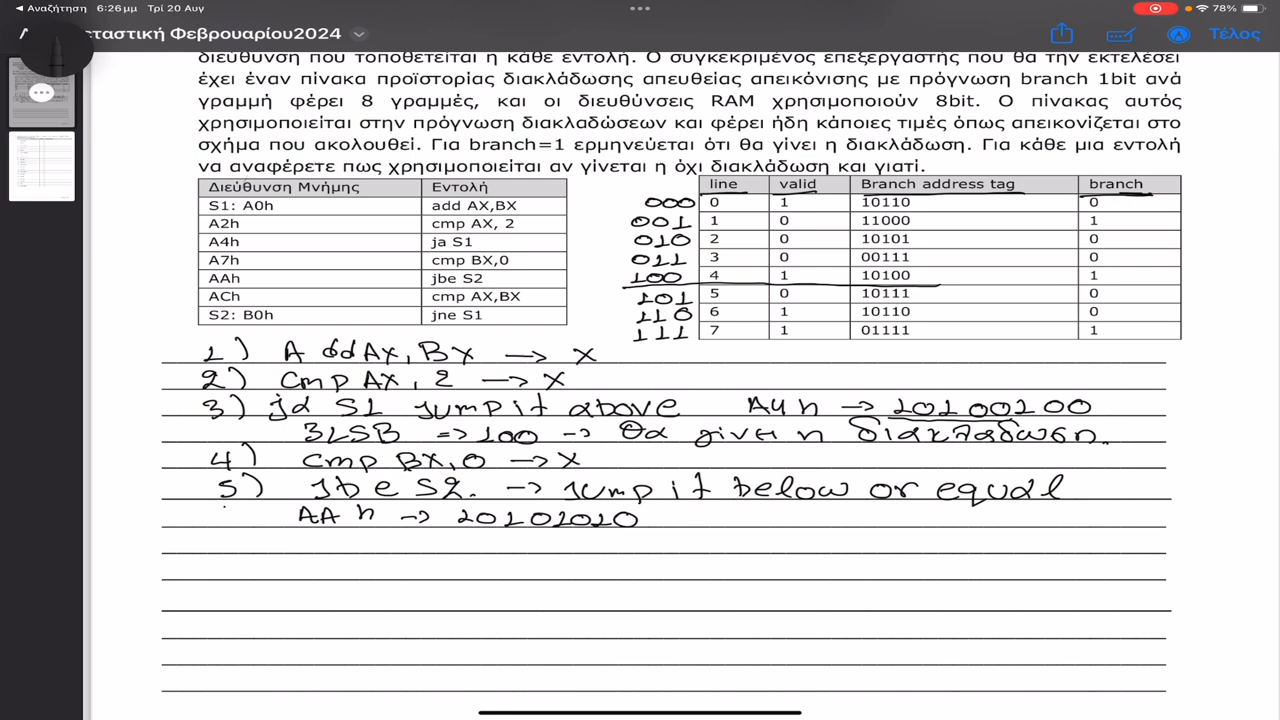 Αναζήτηση 6:26 μμ Τρί 20 Αυγ
78%
εταστική Φεβρουαρίου2024
Τέλος
διεύθυνση που τοποθετείται η κάθε εντολή. Ο συγκεκριμένος επεξεργαστής που θα την εκτελέσει
έχει έναν πίνακα προϊστορίας διακλάδωσης απευθείας απεικόνισης με πρόγνωση branch 1bit ανά
γραμμή φέρει 8 γραμμές, και οι διευθύνσεις RAM χρησιμοποιούν 8bit. Ο πίνακας αυτός
χρησιμοποιείται στην πρόγνωση διακλαδώσεων και φέρει ήδη κάποιες τιμές όπως απεικονίζεται στο
σχήμα που ακολουθεί. Για branch=1 ερμηνεύεται ότι θα γίνει η διακλάδωση. Για κάθε μια εντολή
να αναφέρετε πως χρησιμοποιείται αν γίνεται η όχι διακλάδωση και γιατί.
Διεύθυνση Μνήμης Εντολή
S1: A0h add AX,BX
A2h cmp AX, 2
A4h ja S1
A7h cmp BX,0
AAh jbe S2
ACh cmp AX,BX
S2: B0h jne S1
line valid Branch address tag branch
000 0 1 10110 0
001 1 0 11000 1
010 2 0 10101 0
011 3 0 00111 0
100 4 1 10100 1
101 5 0 10111 0
110 6 1 10110 0
111 7 1 01111 1
1) Add AX, BX → X
2) Cmp AX, 2 → X
3) ja S1 jump if above A4h → 10100100
3LSB => 100 → θα γίνει η διακλάδωση.
4) cmp BX,0 → X
5) jbe S2. → jump if below or equal
AAh → 10101010